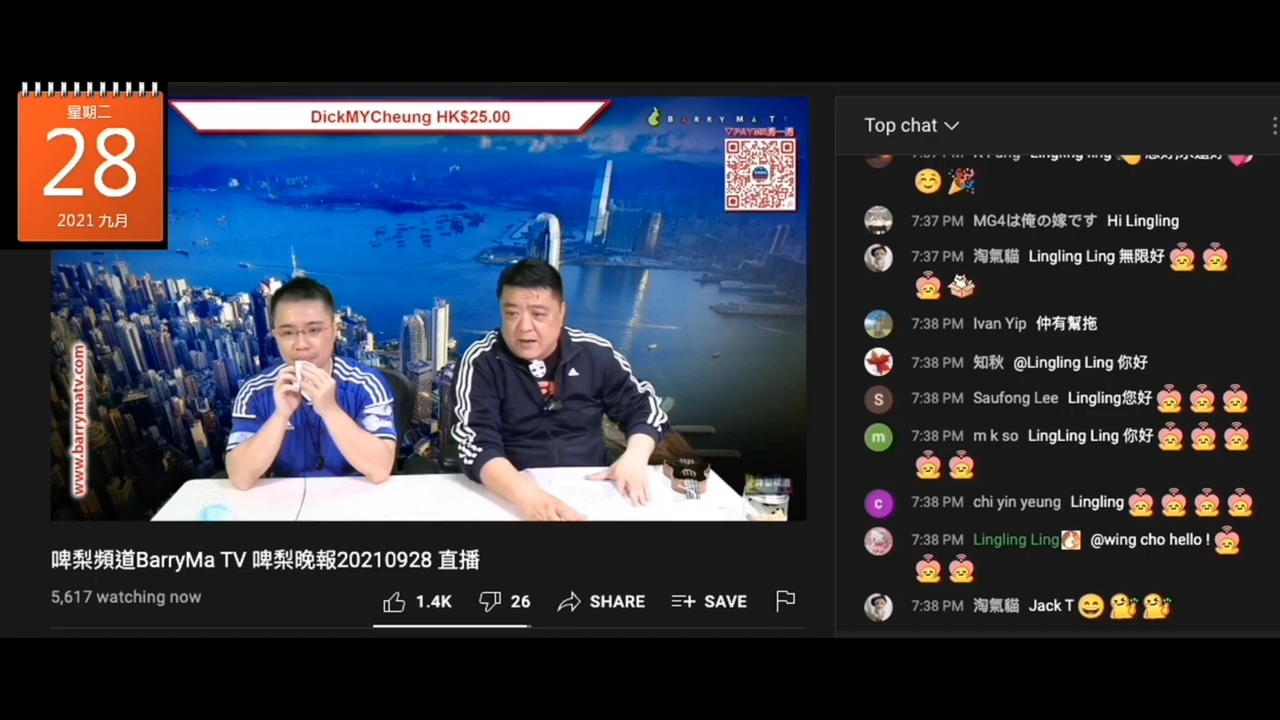 星期二
28
2021 九月
DickMYCheung HK$25.00
BARRYMATV
www.barrymatv.com
啤梨頻道BarryMa TV 啤梨晚報20210928 直播
5,617 watching now
1.4K
26
SHARE
SAVE
Top chat
7:37 PM MG4は俺の嫁です Hi Lingling
7:37 PM 淘氣貓 Lingling Ling 無限好
7:38 PM Ivan Yip 仲有幫拖
7:38 PM 知秋 @Lingling Ling 你好
S 7:38 PM Saufong Lee Lingling您好
m 7:38 PM m k so LingLing Ling 你好
c 7:38 PM chi yin yeung Lingling
7:38 PM Lingling Ling @wing cho hello !
7:38 PM 淘氣貓 Jack T